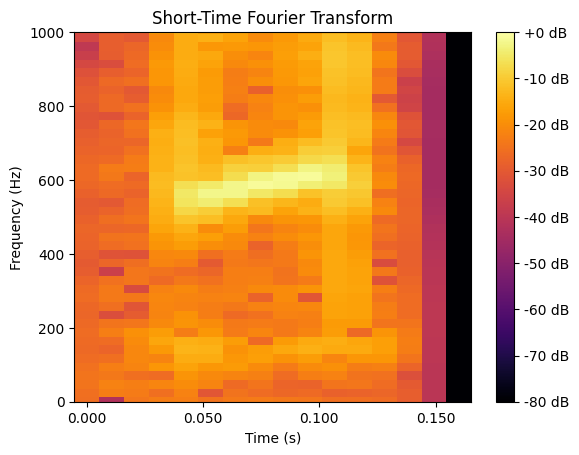 Short-Time Fourier Transform
1000
800
600
400
200
0
Frequency (Hz)
0.000
0.050
0.100
0.150
Time (s)
+0 dB
-10 dB
-20 dB
-30 dB
-40 dB
-50 dB
-60 dB
-70 dB
-80 dB